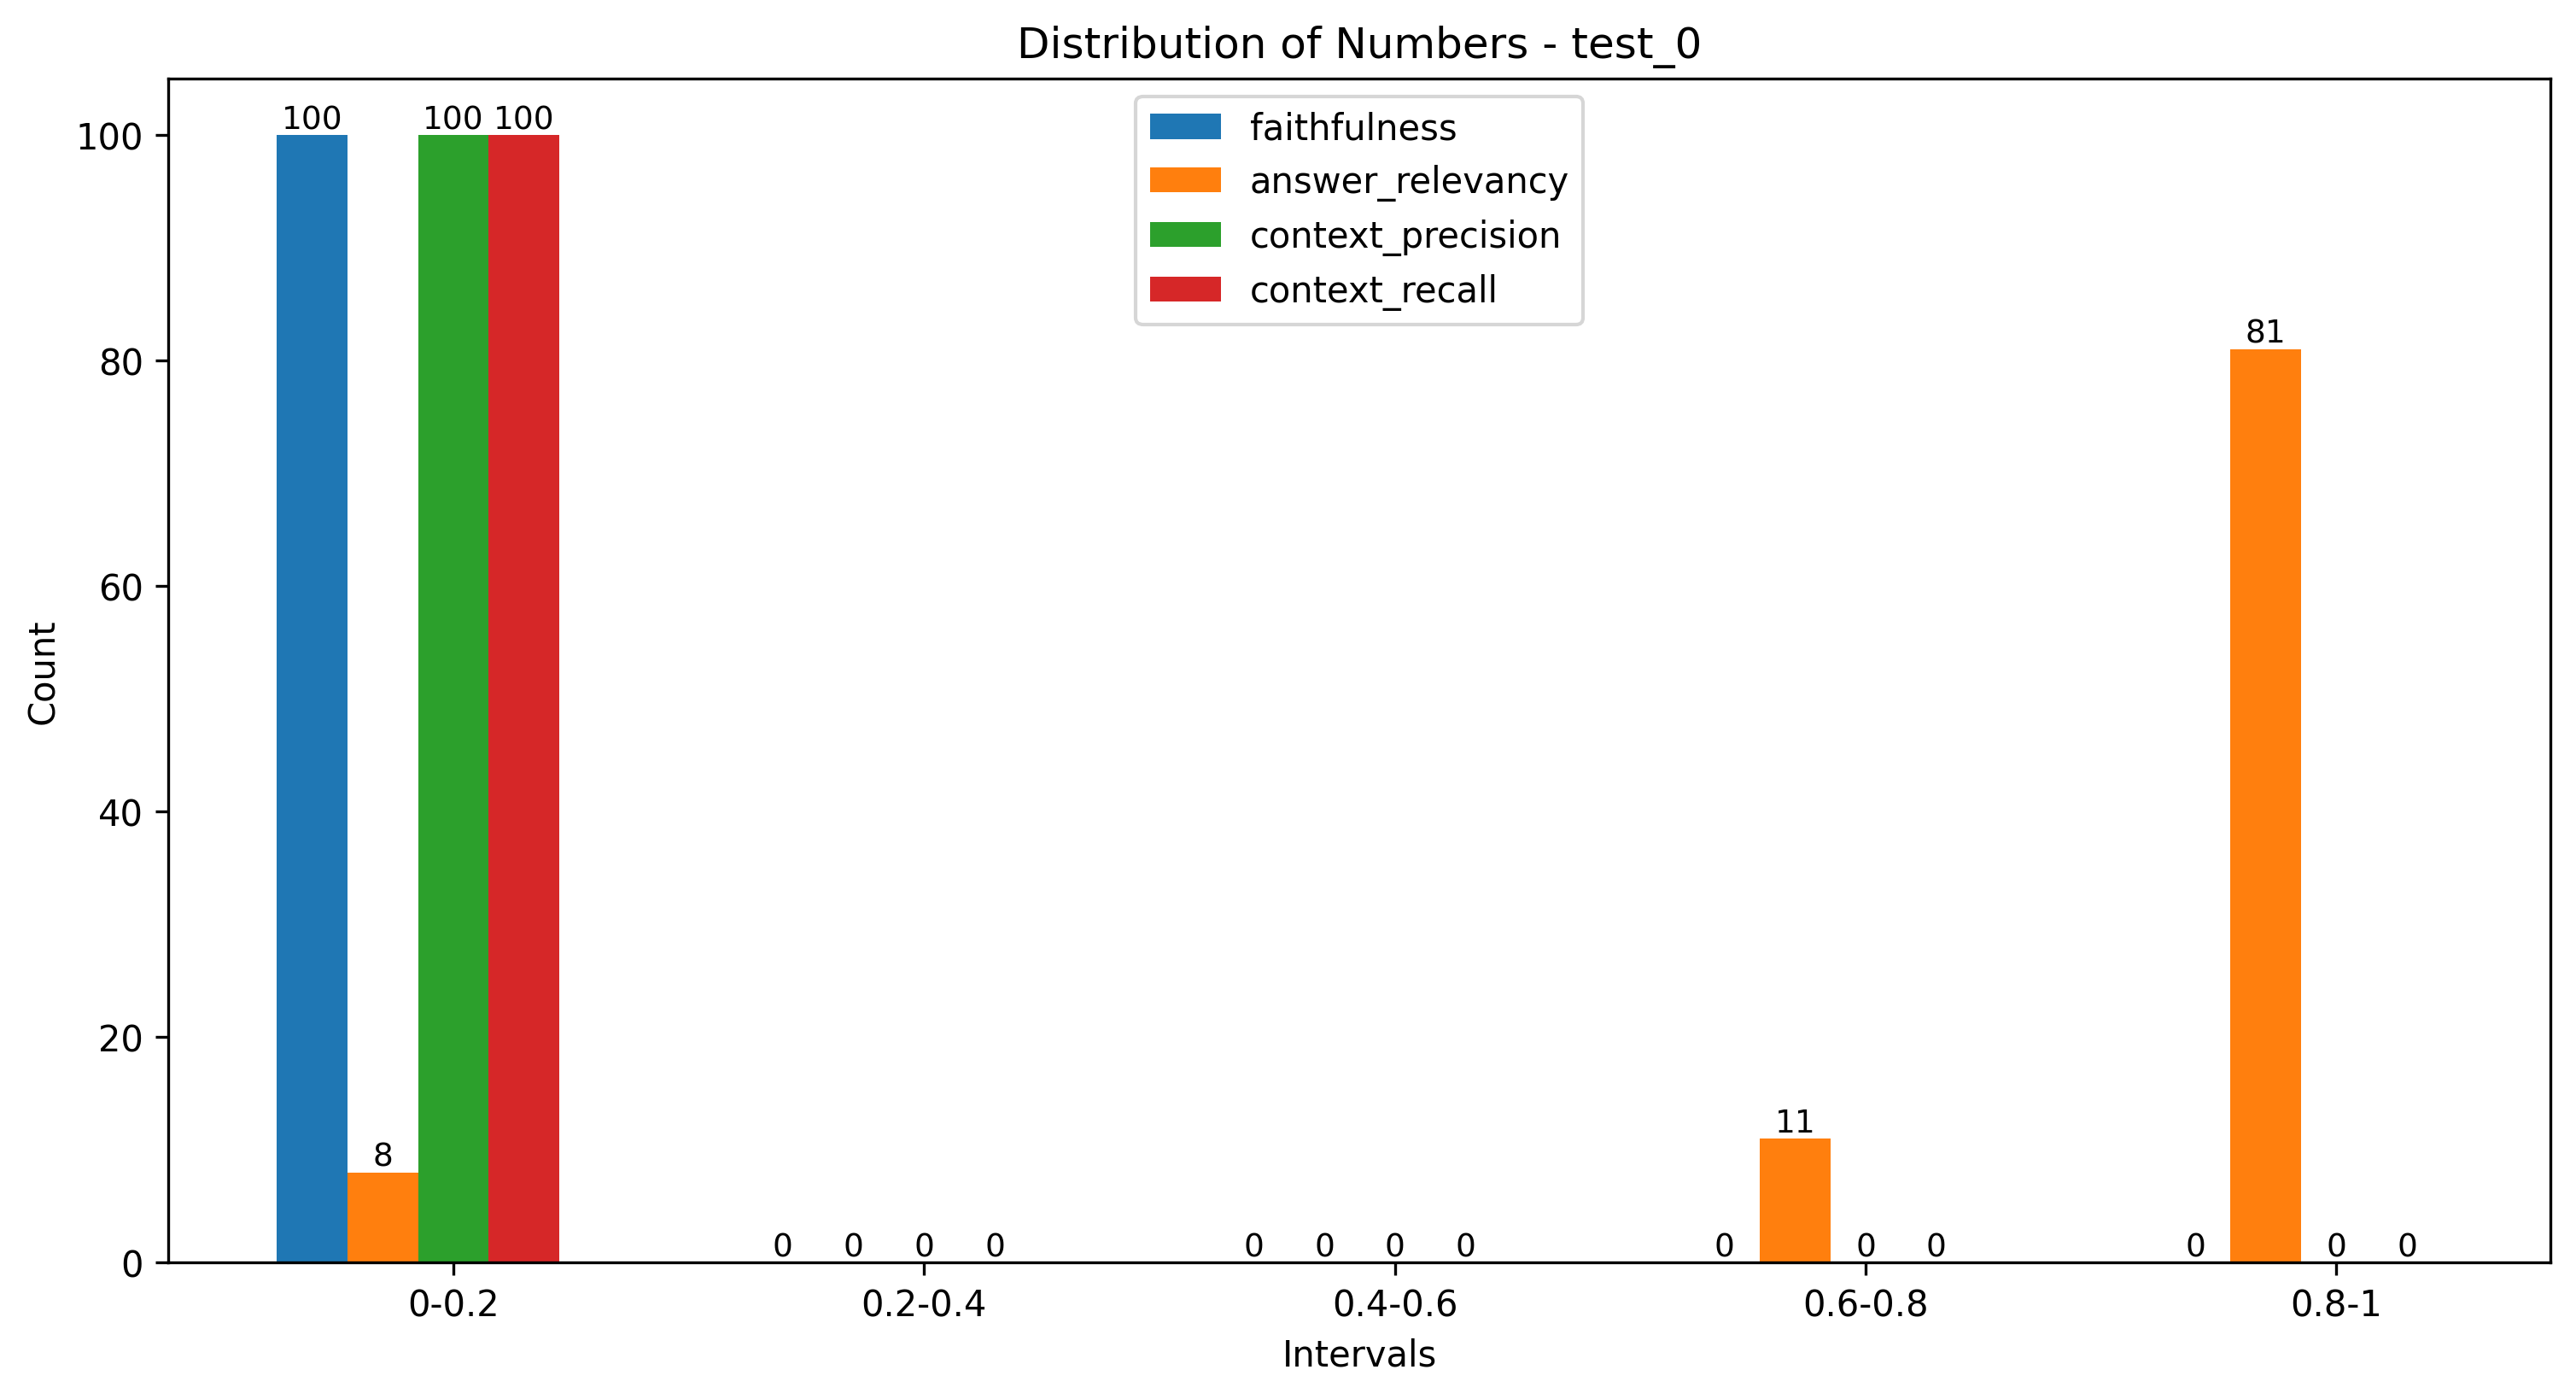 Distribution of Numbers - test_0
100 100 100
100
faithfulness
answer_relevancy
context_precision
context_recall
81
80
60
Count
40
20
11
8
0 0 0 0 0 0 0 0 0 0 0 0 0 0
0
0-0.2 0.2-0.4 0.4-0.6 0.6-0.8 0.8-1
Intervals